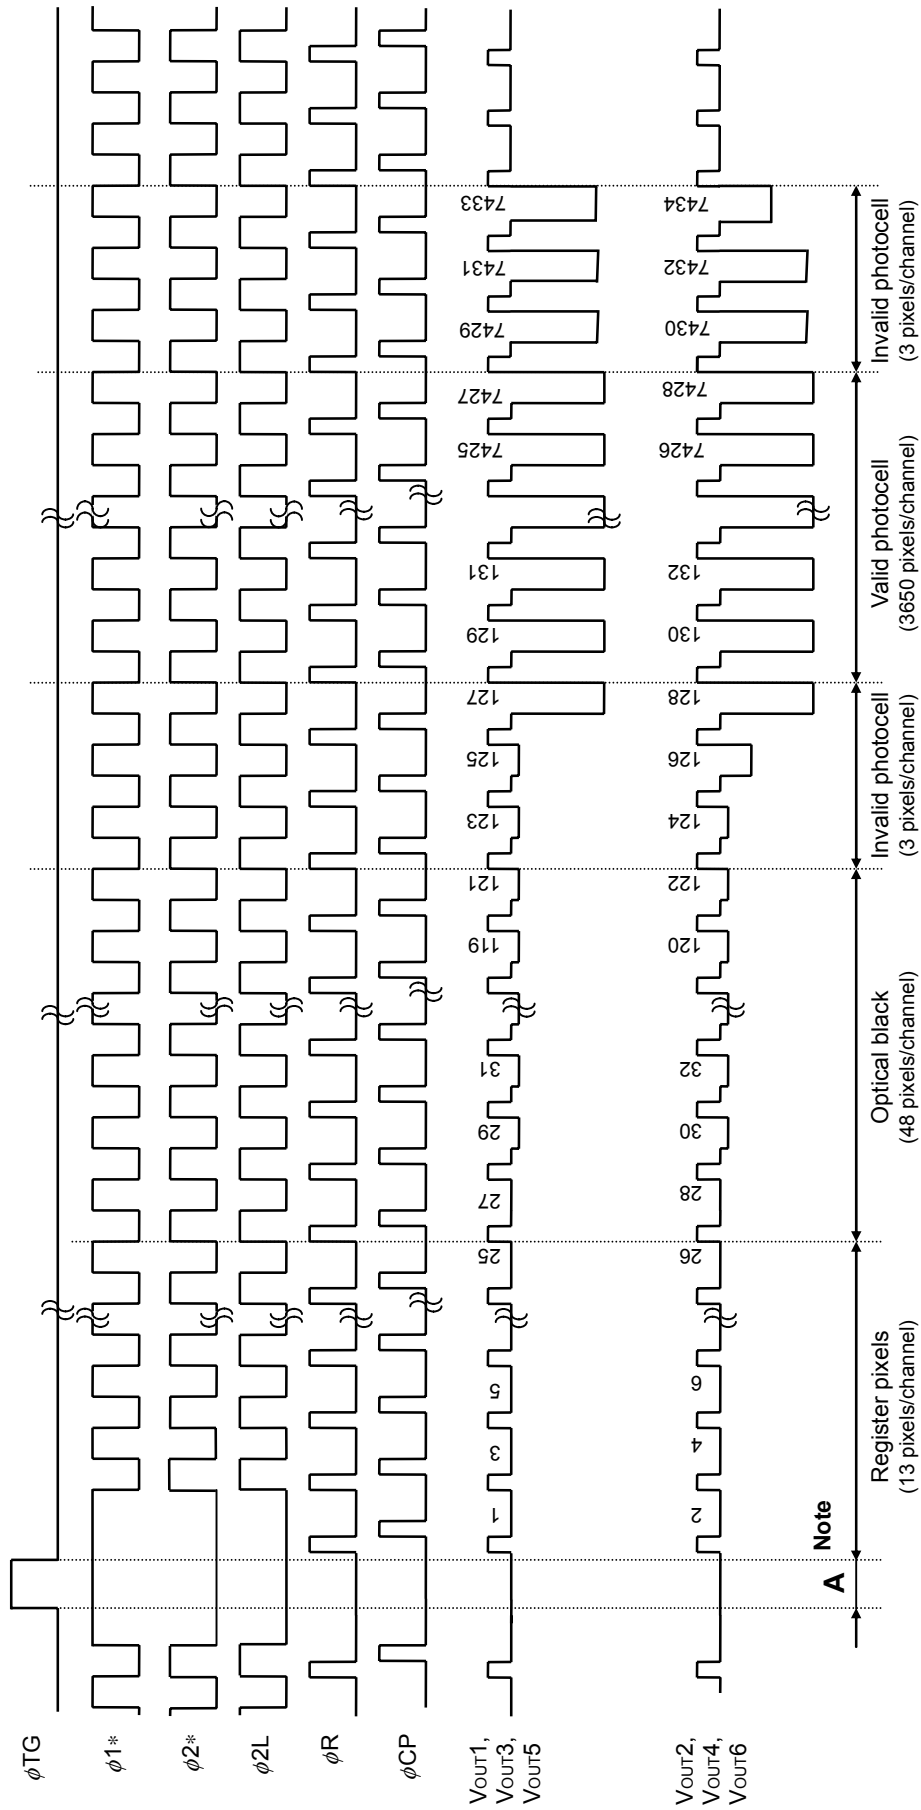 φTG
φ1*
φ2*
φ2L
φR
φCP
VOUT1,
VOUT3,
VOUT5
1
3
5
25
27
29
31
119
121
123
125
127
129
131
7425
7427
7429
7431
7433
VOUT2,
VOUT4,
VOUT6
2
4
6
26
28
30
32
120
122
124
126
128
130
132
7426
7428
7430
7432
7434
A
Note
Register pixels
(13 pixels/channel)
Optical black
(48 pixels/channel)
Invalid photocell
(3 pixels/channel)
Valid photocell
(3650 pixels/channel)
Invalid photocell
(3 pixels/channel)